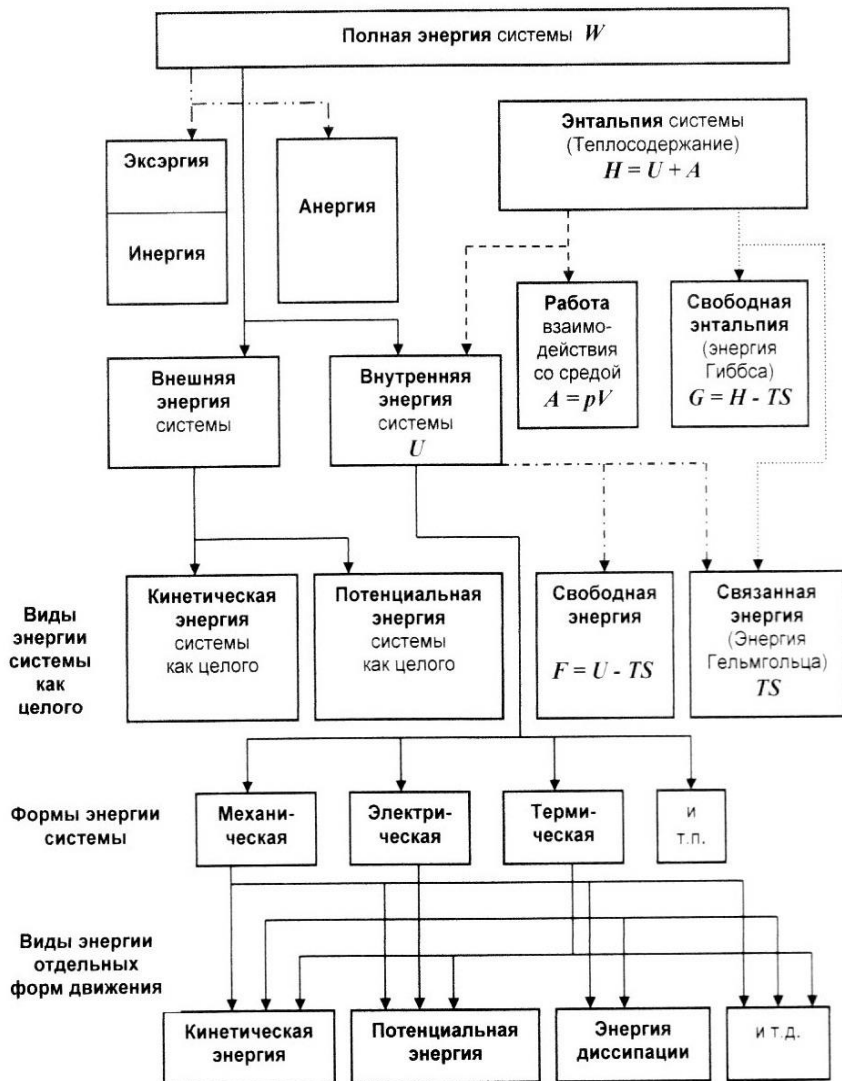 Полная энергия системы W
Энтальпия системы
(Теплосодержание)
H = U + A
Эксэргия
Анергия
Инергия
Работа
взаимо-
действия
со средой
A = pV
Свободная
энтальпия
(энергия
Гиббса)
G = H - TS
Внешняя
энергия
системы
Внутренняя
энергия
системы
U
Виды
энергии
системы
как
целого
Кинетическая
энергия
системы
как целого
Потенциальная
энергия
системы
как целого
Свободная
энергия
F = U - TS
Связанная
энергия
(Энергия
Гельмгольца)
TS
Формы энергии
системы
Механи-
ческая
Электри-
ческая
Терми-
ческая
и
т.п.
Виды энергии
отдельных
форм движения
Кинетическая
энергия
Потенциальная
энергия
Энергия
диссипации
и т.д.